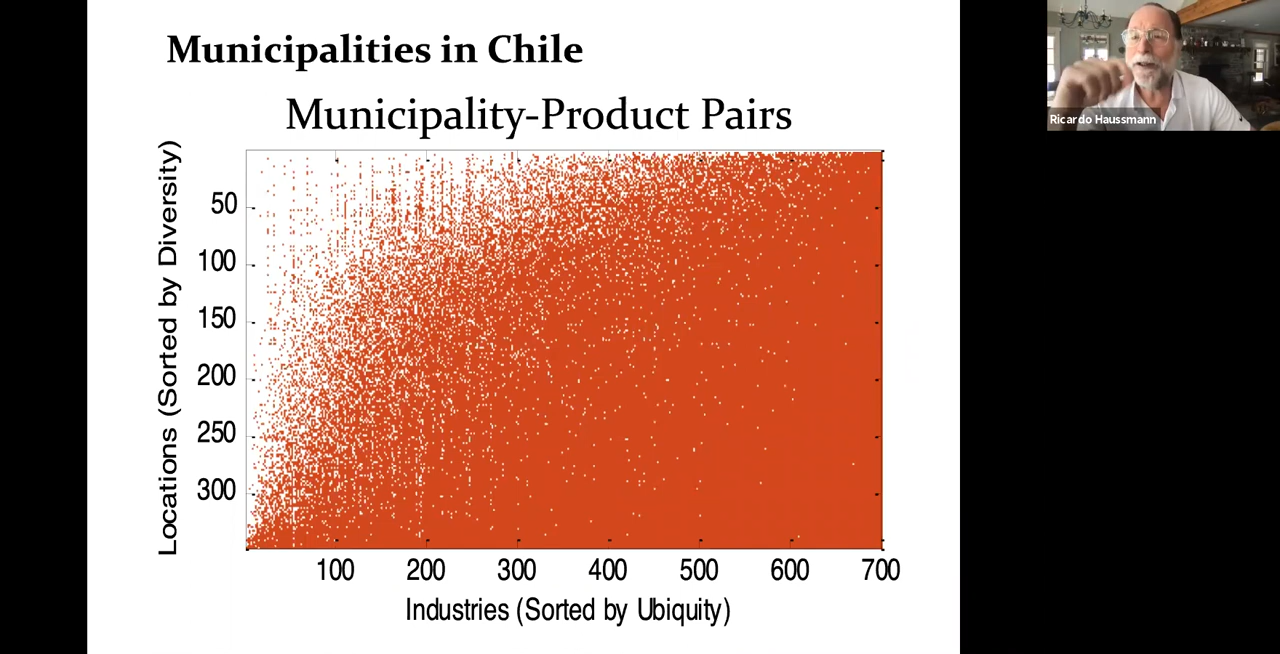 Municipalities in Chile
Municipality-Product Pairs
Locations (Sorted by Diversity)
50
100
150
200
250
300
100 200 300 400 500 600 700
Industries (Sorted by Ubiquity)
Ricardo Haussmann